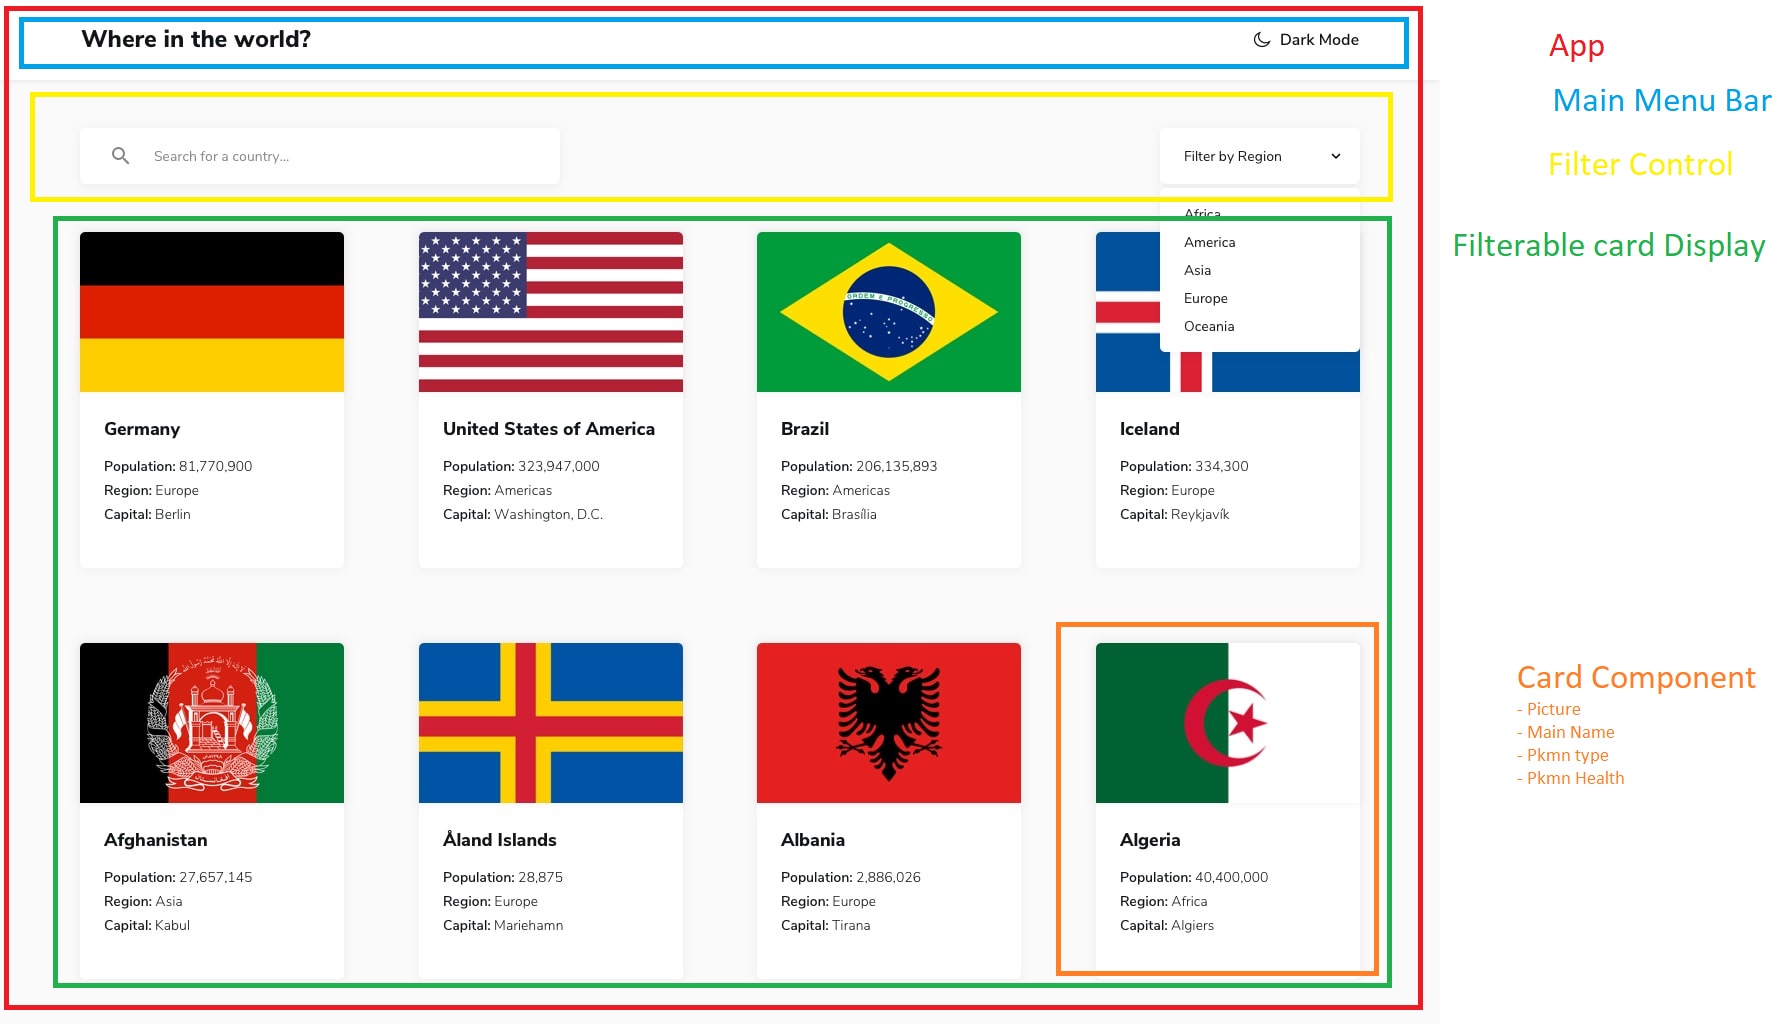 Where in the world?
Dark Mode
App
Main Menu Bar
Search for a country...
Filter by Region
Filter Control
Africa
America
Asia
Europe
Oceania
Filterable card Display
ORDEM E PROGRESSO
Germany
Population: 81,770,900
Region: Europe
Capital: Berlin
United States of America
Population: 323,947,000
Region: Americas
Capital: Washington, D.C.
Brazil
Population: 206,135,893
Region: Americas
Capital: Brasília
Iceland
Population: 334,300
Region: Europe
Capital: Reykjavík
Card Component
- Picture
- Main Name
- Pkmn type
- Pkmn Health
Afghanistan
Population: 27,657,145
Region: Asia
Capital: Kabul
Åland Islands
Population: 28,875
Region: Europe
Capital: Mariehamn
Albania
Population: 2,886,026
Region: Europe
Capital: Tirana
Algeria
Population: 40,400,000
Region: Africa
Capital: Algiers